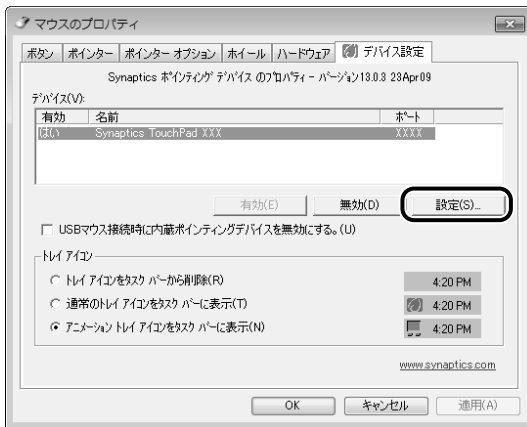 マウスのプロパティ
ボタン ポインター ポインター オプション ホイール ハードウェア デバイス設定
Synaptics ポインティング デバイス のプロパティ - バージョン13.0.3 23Apr09
デバイス(V):
有効 名前 ポート
はい Synaptics TouchPad XXX XXXX
有効(E) 無効(D) 設定(S)...
USBマウス接続時に内蔵ポインティングデバイスを無効にする。(U)
トレイ アイコン
トレイ アイコンをタスク バーから削除(R) 4:20 PM
通常のトレイ アイコンをタスク バーに表示(T) 4:20 PM
アニメーション トレイ アイコンをタスク バーに表示(N) 4:20 PM
www.synaptics.com
OK キャンセル 適用(A)